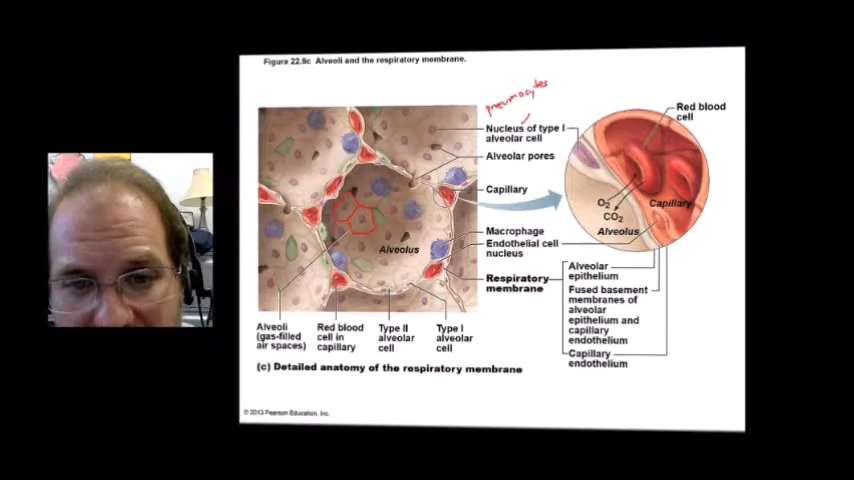 Figure 22.9c Alveoli and the respiratory membrane.
pneumocytes
Nucleus of type I
alveolar cell
Alveolar pores
Capillary
Macrophage
Endothelial cell
nucleus
Respiratory
membrane
Alveolus
Red blood
cell
O2
CO2
Capillary
Alveolus
Alveolar
epithelium
Fused basement
membranes of
alveolar
epithelium and
capillary
endothelium
Capillary
endothelium
Alveoli
(gas-filled
air spaces)
Red blood
cell in
capillary
Type II
alveolar
cell
Type I
alveolar
cell
(c) Detailed anatomy of the respiratory membrane
© 2013 Pearson Education, Inc.